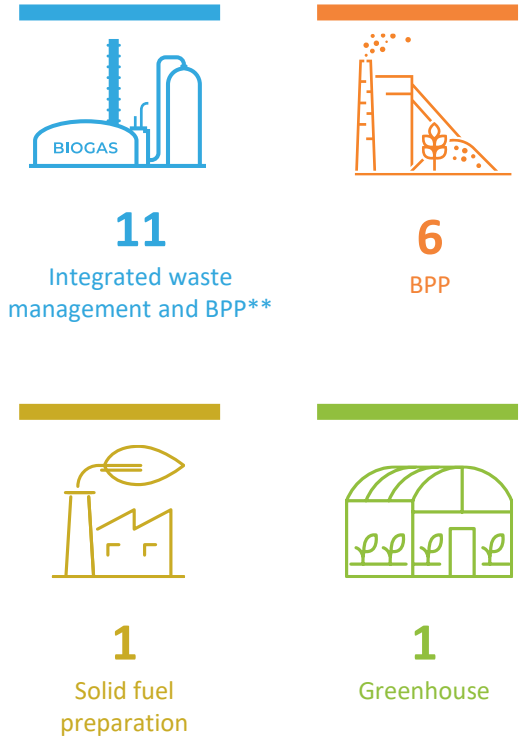 BIOGAS
11
Integrated waste
management and BPP**
6
BPP
1
Solid fuel
preparation
1
Greenhouse